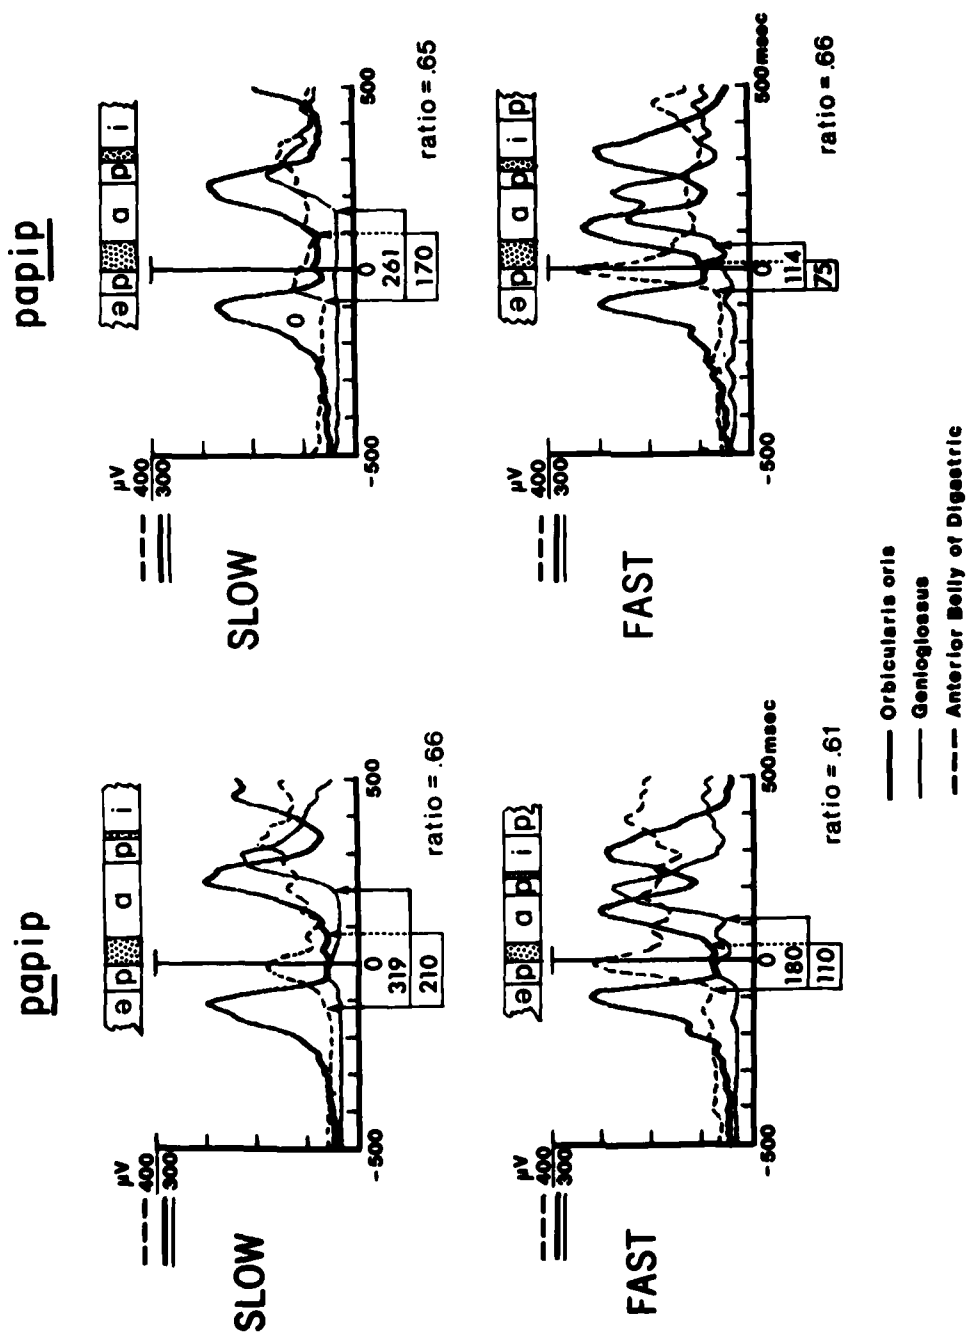 papip papip
ə p a p i
ə p a p i
μV
400
300
μV
400
300
SLOW
SLOW
-500 0 500
-500 0 500
319
210
261
170
ratio = .66
ratio = .65
ə p a p i p
ə p a p i p
μV
400
300
μV
400
300
FAST
FAST
-500 0 500msec
-500 0 500msec
180
110
114
75
ratio = .61
ratio = .66
Orbicularis oris
Genioglossus
Anterior Belly of Digastric